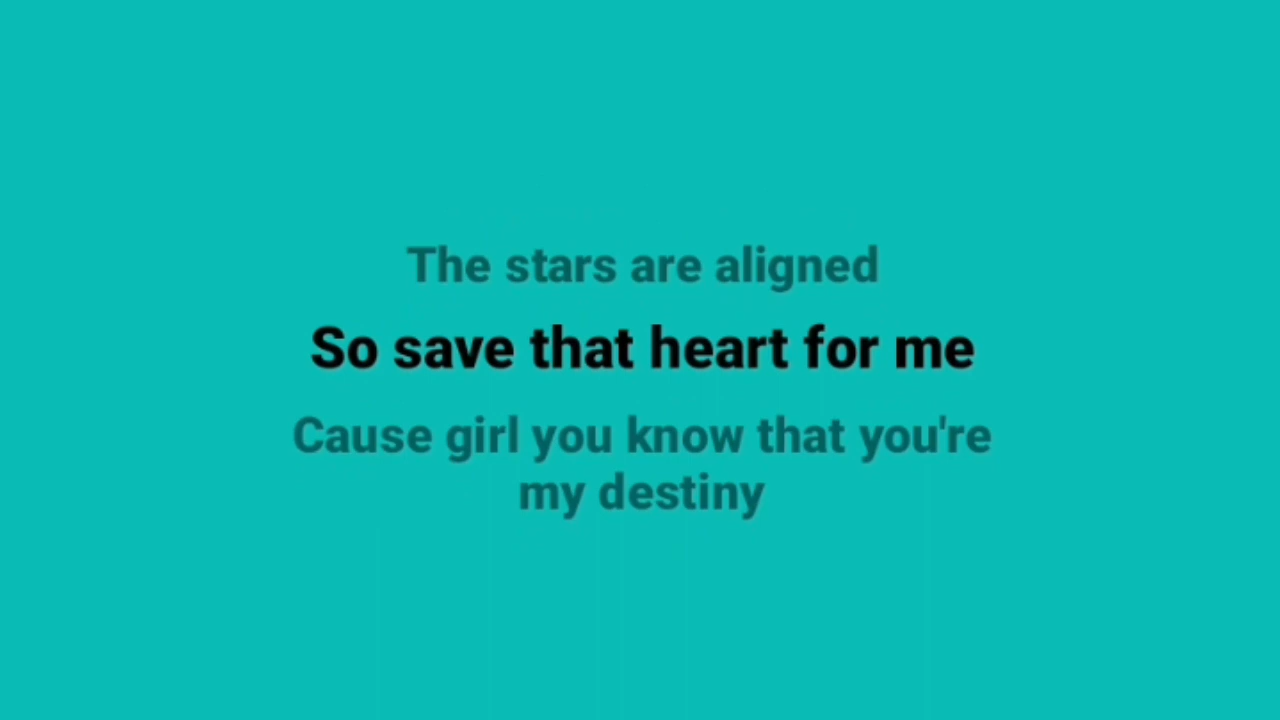 The stars are aligned
So save that heart for me
Cause girl you know that you're
my destiny